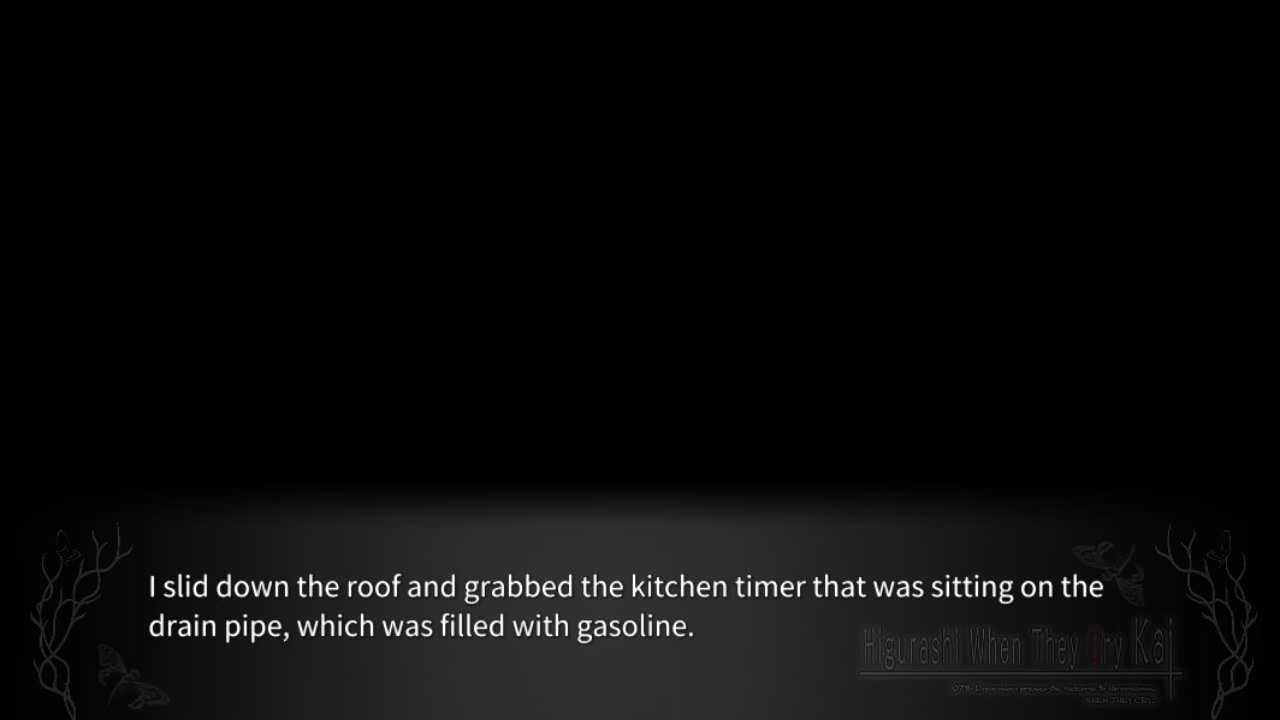 I slid down the roof and grabbed the kitchen timer that was sitting on the
drain pipe, which was filled with gasoline.
Higurashi When They Cry Kai